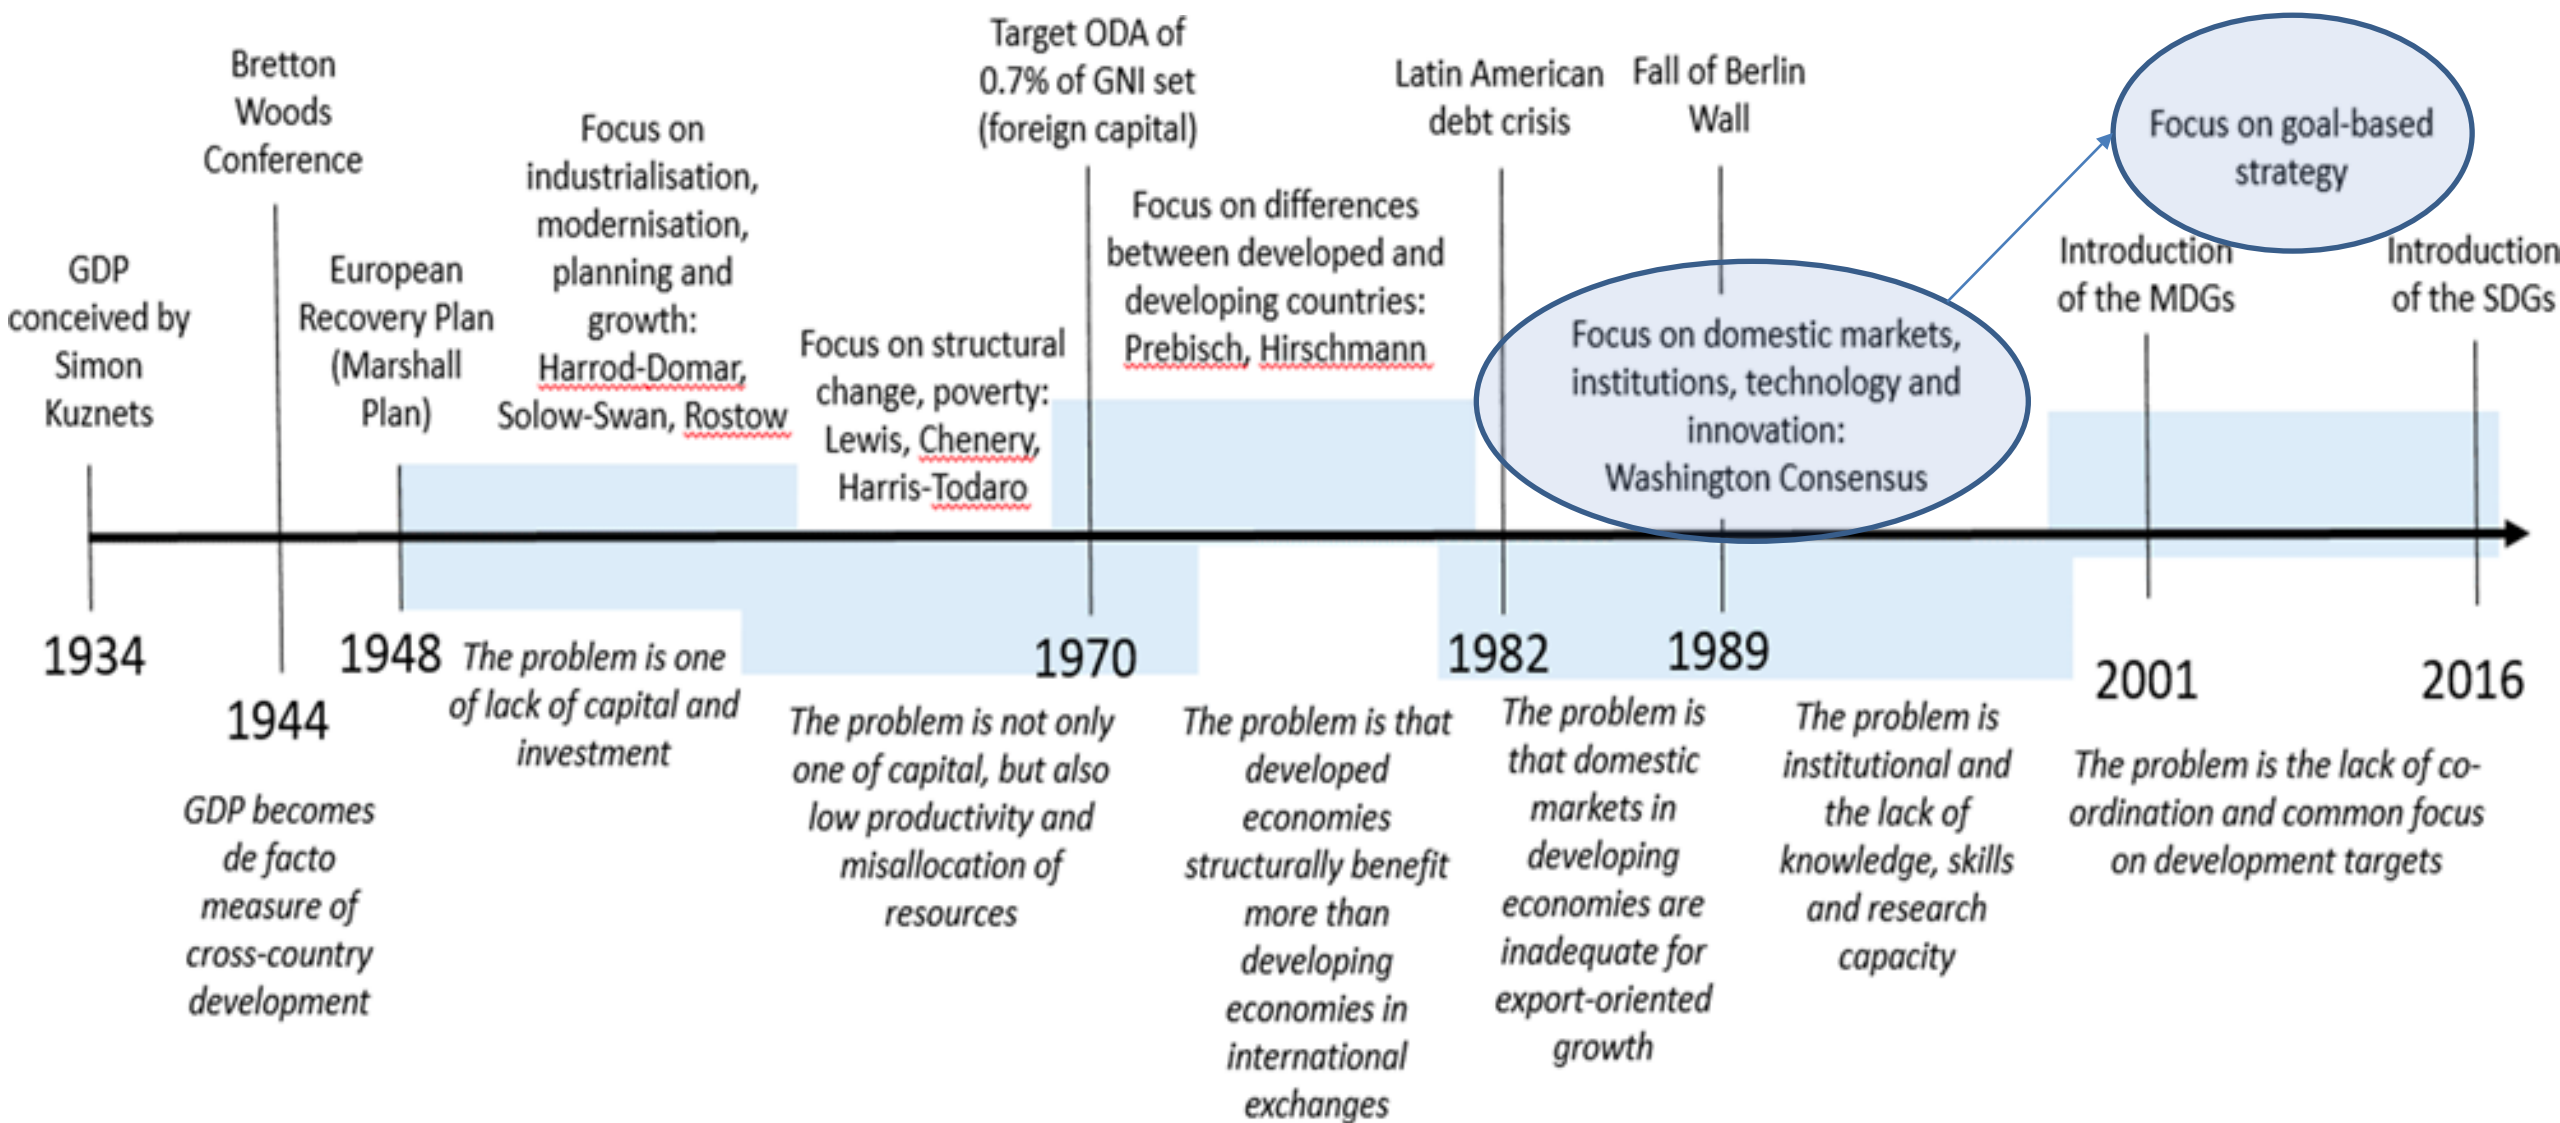 GDP
conceived by
Simon
Kuznets
Bretton
Woods
Conference
European
Recovery Plan
(Marshall
Plan)
Focus on
industrialisation,
modernisation,
planning and
growth:
Harrod-Domar,
Solow-Swan, Rostow
Focus on structural
change, poverty:
Lewis, Chenery,
Harris-Todaro
Target ODA of
0.7% of GNI set
(foreign capital)
Focus on differences
between developed and
developing countries:
Prebisch, Hirschmann
Latin American
debt crisis
Fall of Berlin
Wall
Focus on domestic markets,
institutions, technology and
innovation:
Washington Consensus
Focus on goal-based
strategy
Introduction
of the MDGs
Introduction
of the SDGs
1934
1944
1948
1970
1982
1989
2001
2016
GDP becomes
de facto
measure of
cross-country
development
The problem is one
of lack of capital and
investment
The problem is not only
one of capital, but also
low productivity and
misallocation of
resources
The problem is that
developed
economies
structurally benefit
more than
developing
economies in
international
exchanges
The problem is
that domestic
markets in
developing
economies are
inadequate for
export-oriented
growth
The problem is
institutional and
the lack of
knowledge, skills
and research
capacity
The problem is the lack of co-
ordination and common focus
on development targets